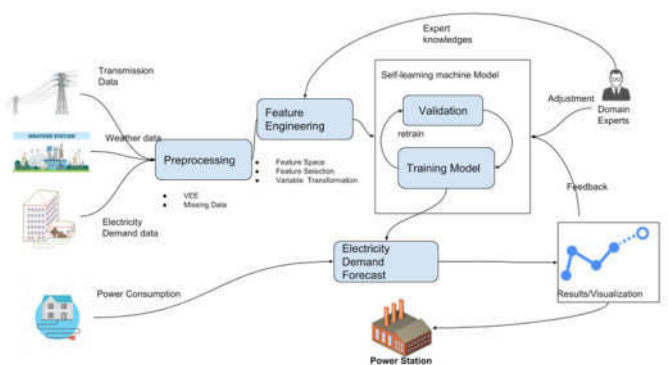 Transmission
Data
Expert
knowledges
Self-learning machine Model
Domain
Experts
Adjustment
Feature
Engineering
Validation
retrain
Training Model
WEATHER STATION
Weather data
Preprocessing
• Feature Space
• Feature Selection
• Variable Transformation
• VEE
• Missing Data
Feedback
Electricity
Demand data
Electricity
Demand
Forecast
Power Consumption
Results/Visualization
Power Station